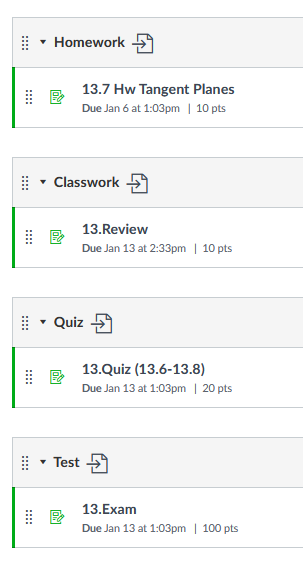 Homework
13.7 Hw Tangent Planes
Due Jan 6 at 1:03pm | 10 pts
Classwork
13.Review
Due Jan 13 at 2:33pm | 10 pts
Quiz
13.Quiz (13.6-13.8)
Due Jan 13 at 1:03pm | 20 pts
Test
13.Exam
Due Jan 13 at 1:03pm | 100 pts